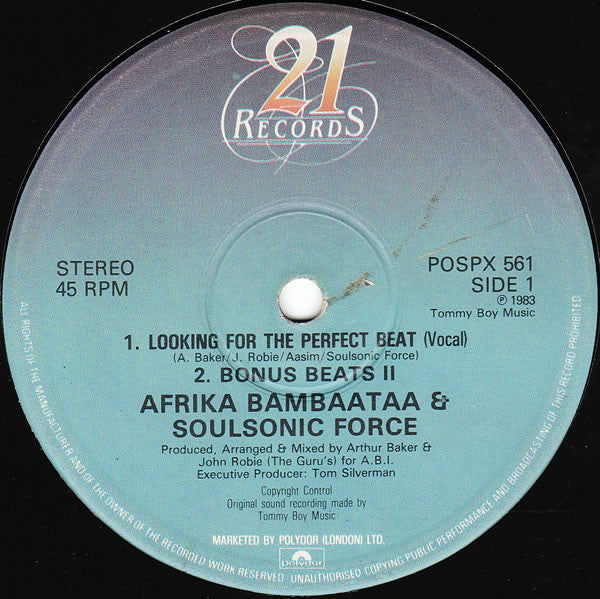 21
RECORDS
STEREO
45 RPM
POSPX 561
SIDE 1
℗ 1983
Tommy Boy Music
1. LOOKING FOR THE PERFECT BEAT (Vocal)
(A. Baker/J. Robie/Aasim/Soulsonic Force)
2. BONUS BEATS II
AFRIKA BAMBAATAA &
SOULSONIC FORCE
Produced, Arranged & Mixed by Arthur Baker &
John Robie (The Guru's) for A.B.I.
Executive Producer: Tom Silverman
Copyright Control
Original sound recording made by
Tommy Boy Music
MARKETED BY POLYDOR (LONDON) LTD.
polydor
ALL RIGHTS OF THE MANUFACTURER AND OF THE OWNER OF THE RECORDED WORK RESERVED UNAUTHORISED COPYING PUBLIC PERFORMANCE AND BROADCASTING OF THIS RECORD PROHIBITED